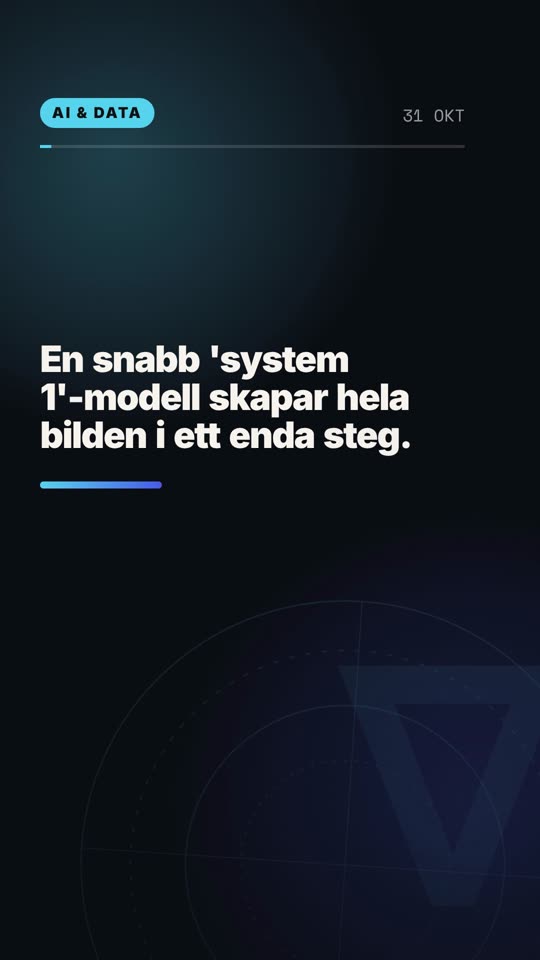 AI & DATA
31 OKT
En snabb 'system
1'-modell skapar hela
bilden i ett enda steg.